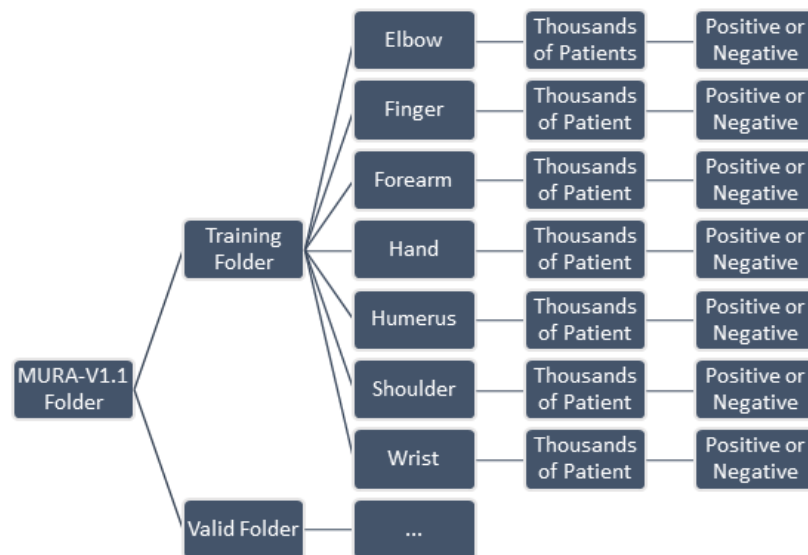 Elbow
Thousands
of Patients
Positive or
Negative
Finger
Thousands
of Patient
Positive or
Negative
Forearm
Thousands
of Patient
Positive or
Negative
Training
Folder
Hand
Thousands
of Patient
Positive or
Negative
Humerus
Thousands
of Patient
Positive or
Negative
MURA-V1.1
Folder
Shoulder
Thousands
of Patient
Positive or
Negative
Wrist
Thousands
of Patient
Positive or
Negative
Valid Folder
...